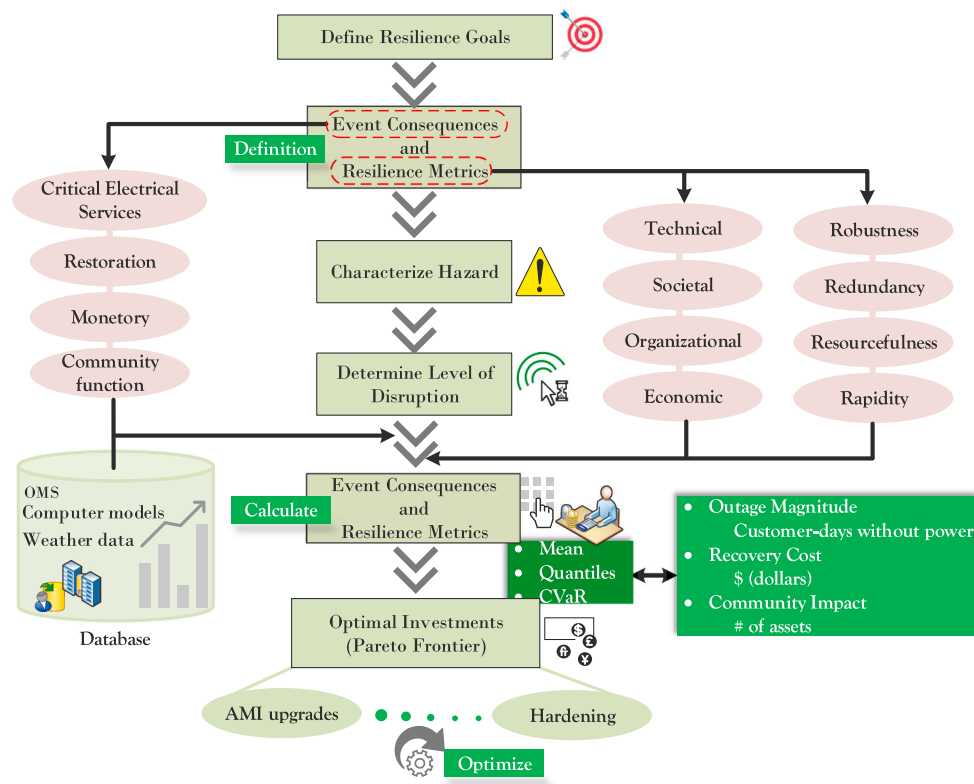 Define Resilience Goals
Event Consequences
and
Resilience Metrics
Definition
Critical Electrical
Services
Restoration
Monetory
Community
function
Technical
Societal
Organizational
Economic
Robustness
Redundancy
Resourcefulness
Rapidity
Characterize Hazard
Determine Level of
Disruption
OMS
Computer models
Weather data
Database
Calculate
Event Consequences
and
Resilience Metrics
• Mean
• Quantiles
• CVaR
• Outage Magnitude
Customer-days without power
• Recovery Cost
$ (dollars)
• Community Impact
# of assets
Optimal Investments
(Pareto Frontier)
AMI upgrades
Hardening
Optimize